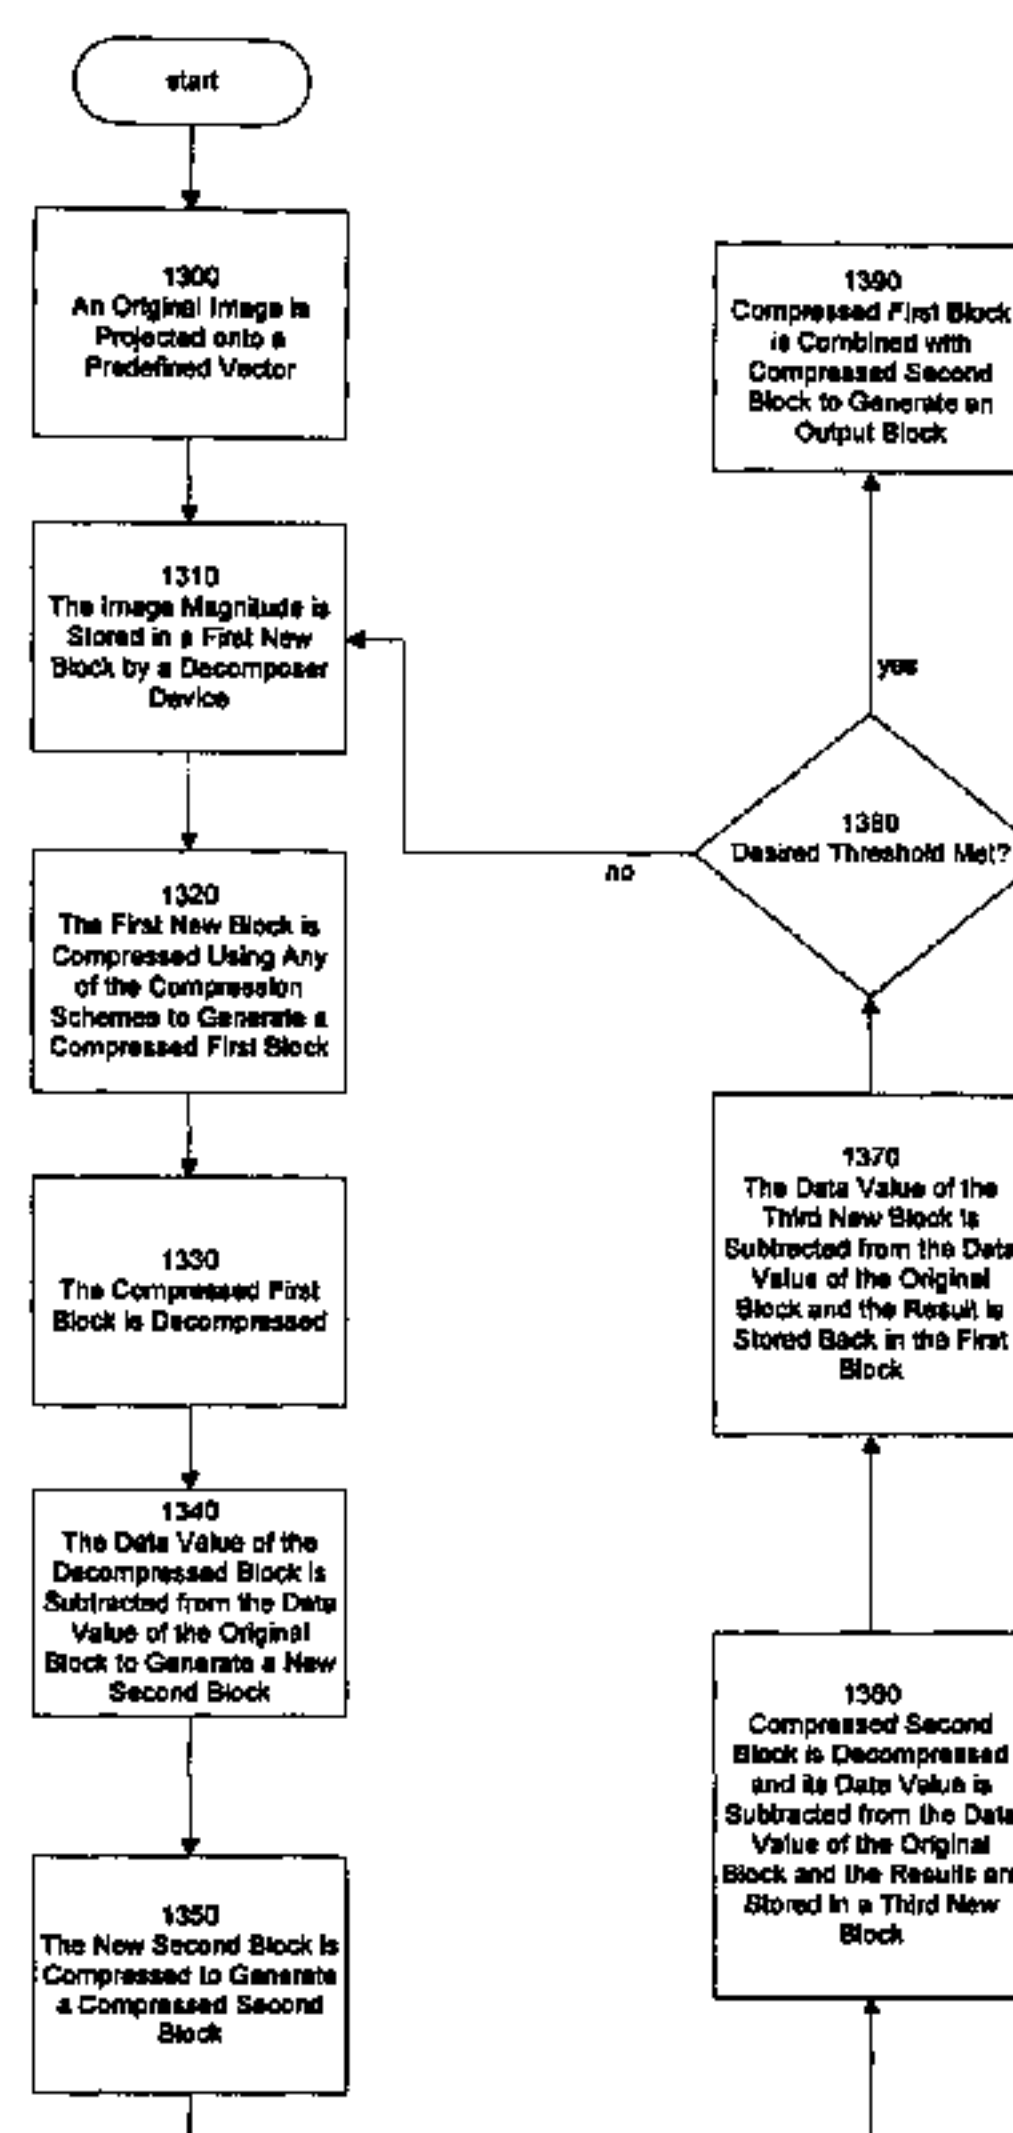 start
1300
An Original Image is
Projected onto a
Predefined Vector
1310
The Image Magnitude is
Stored in a First New
Block by a Decomposer
Device
1320
The First New Block is
Compressed Using Any
of the Compression
Schemes to Generate a
Compressed First Block
1330
The Compressed First
Block is Decompressed
1340
The Data Value of the
Decompressed Block is
Subtracted from the Data
Value of the Original
Block to Generate a New
Second Block
1350
The New Second Block is
Compressed to Generate
a Compressed Second
Block
1390
Compressed First Block
is Combined with
Compressed Second
Block to Generate an
Output Block
yes
1380
Desired Threshold Met?
no
1370
The Data Value of the
Third New Block is
Subtracted from the Data
Value of the Original
Block and the Result is
Stored Back in the First
Block
1360
Compressed Second
Block is Decompressed
and its Data Value is
Subtracted from the Data
Value of the Original
Block and the Results are
Stored in a Third New
Block